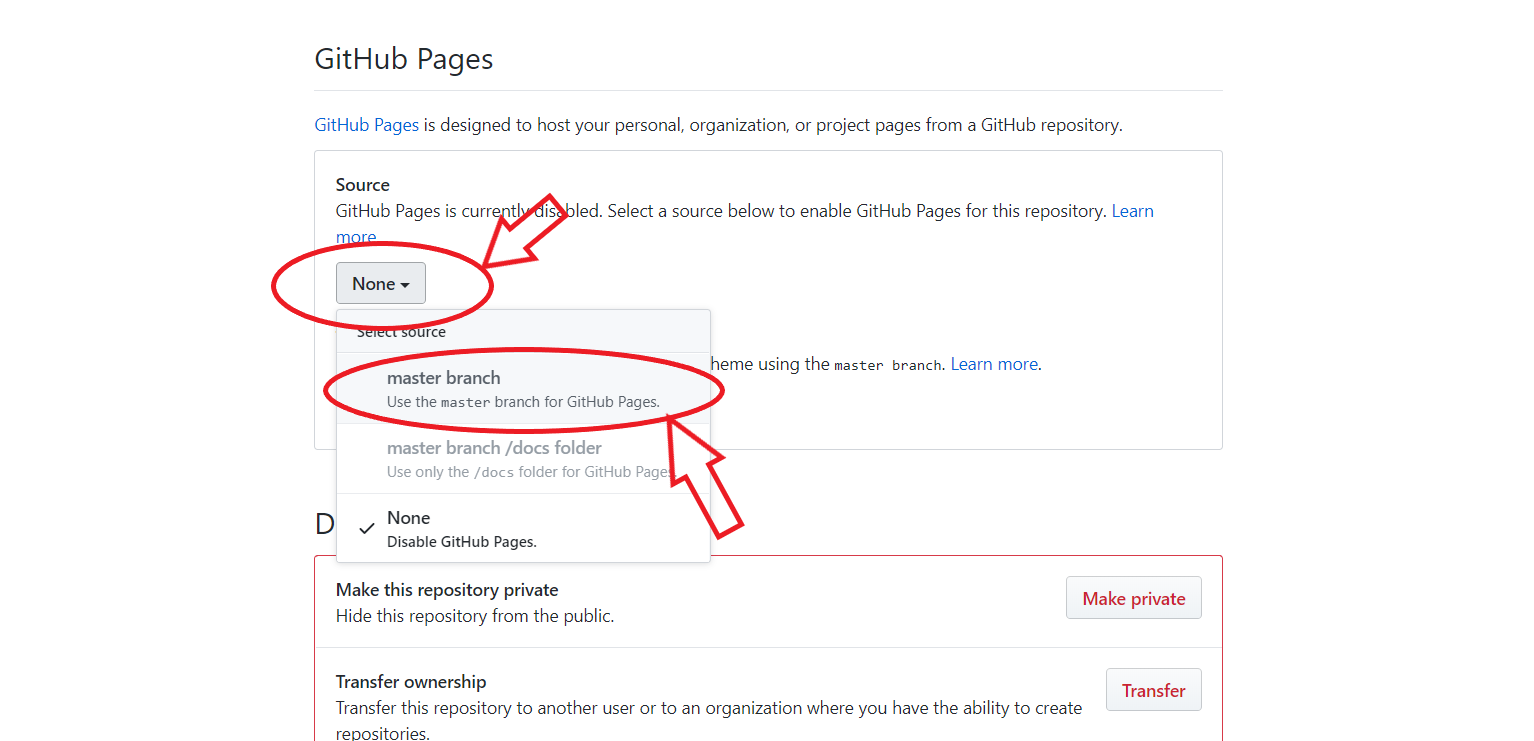 GitHub Pages
GitHub Pages is designed to host your personal, organization, or project pages from a GitHub repository.
Source
GitHub Pages is currently disabled. Select a source below to enable GitHub Pages for this repository. Learn
more
None
Select source
heme using the master branch. Learn more.
master branch
Use the master branch for GitHub Pages.
master branch /docs folder
Use only the /docs folder for GitHub Pages
None
Disable GitHub Pages.
D
Make this repository private
Hide this repository from the public.
Make private
Transfer ownership
Transfer this repository to another user or to an organization where you have the ability to create
repositories.
Transfer